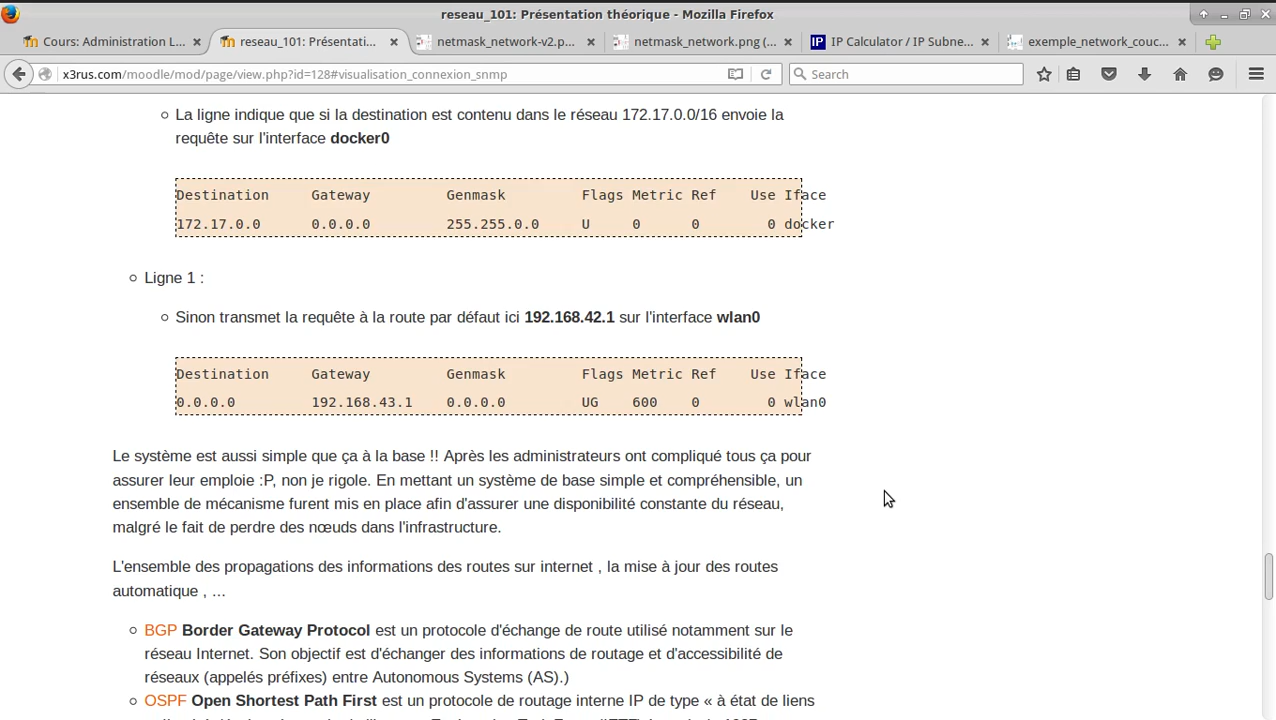 reseau_101: Présentation théorique - Mozilla Firefox
Cours: Administration L... reseau_101: Présentati... netmask_network-v2.p... netmask_network.png (... IP IP Calculator / IP Subne... exemple_network_couc...
x3rus.com/moodle/mod/page/view.php?id=128#visualisation_connexion_snmp Search
La ligne indique que si la destination est contenu dans le réseau 172.17.0.0/16 envoie la
requête sur l'interface docker0
Destination Gateway Genmask Flags Metric Ref Use Iface
172.17.0.0 0.0.0.0 255.255.0.0 U 0 0 0 docker
Ligne 1 :
Sinon transmet la requête à la route par défaut ici 192.168.42.1 sur l'interface wlan0
Destination Gateway Genmask Flags Metric Ref Use Iface
0.0.0.0 192.168.43.1 0.0.0.0 UG 600 0 0 wlan0
Le système est aussi simple que ça à la base !! Après les administrateurs ont compliqué tous ça pour
assurer leur emploie :P, non je rigole. En mettant un système de base simple et compréhensible, un
ensemble de mécanisme furent mis en place afin d'assurer une disponibilité constante du réseau,
malgré le fait de perdre des nœuds dans l'infrastructure.
L'ensemble des propagations des informations des routes sur internet , la mise à jour des routes
automatique , ...
BGP Border Gateway Protocol est un protocole d'échange de route utilisé notamment sur le
réseau Internet. Son objectif est d'échanger des informations de routage et d'accessibilité de
réseaux (appelés préfixes) entre Autonomous Systems (AS).)
OSPF Open Shortest Path First est un protocole de routage interne IP de type « à état de liens